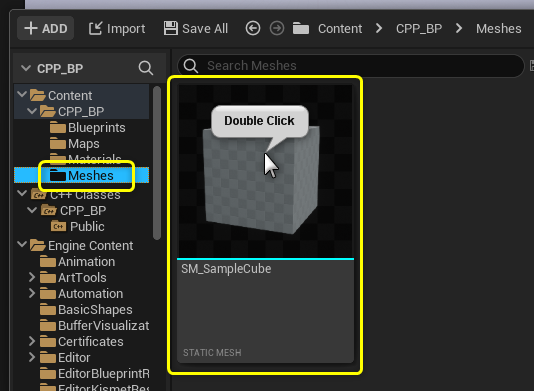 ADD
Import
Save All
Content
CPP_BP
Meshes
CPP_BP
Search Meshes
Content
CPP_BP
Blueprints
Maps
Materials
Meshes
C++ Classes
CPP_BP
Public
Engine Content
Animation
ArtTools
Automation
BasicShapes
BufferVisualizat
Certificates
Editor
EditorBlueprintR
EditorKismetRes
Double Click
SM_SampleCube
STATIC MESH